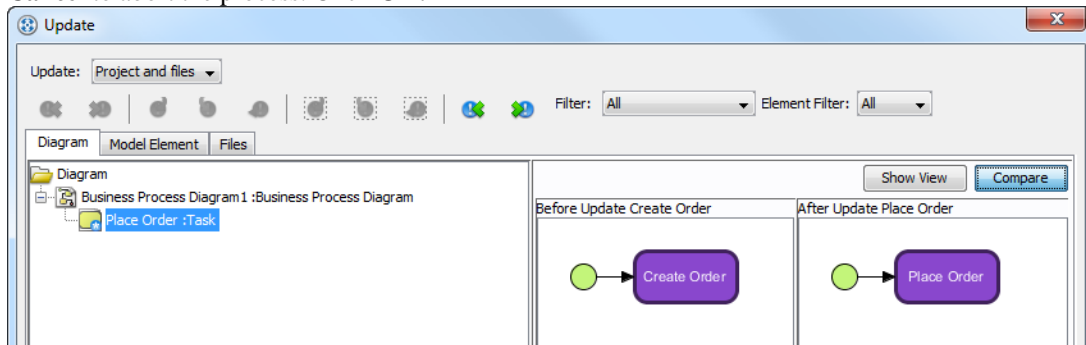 Update
Update: Project and files
Filter: All Element Filter: All
Diagram Model Element Files
Diagram
Business Process Diagram1 :Business Process Diagram
Place Order :Task
Show View Compare
Before Update Create Order After Update Place Order
Create Order Place Order